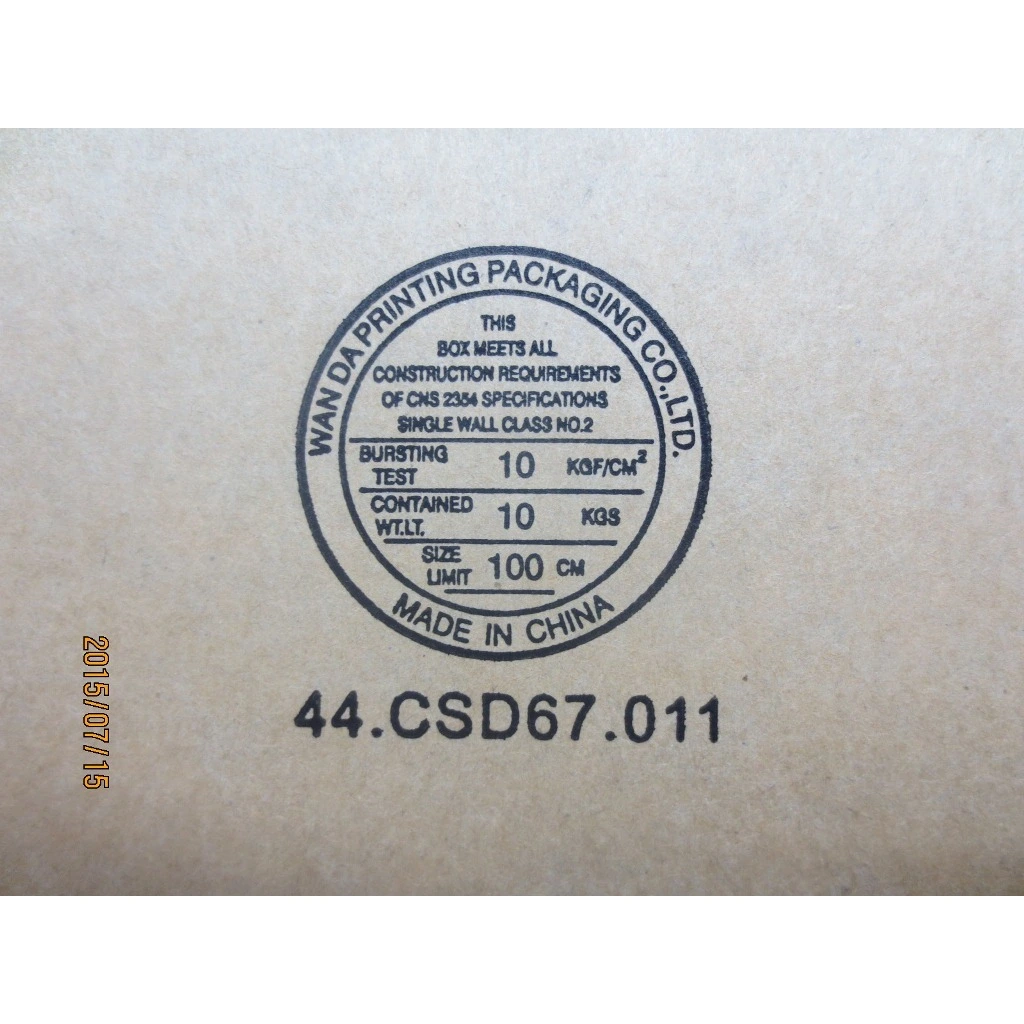 WAN DA PRINTING PACKAGING CO.,LTD.
THIS
BOX MEETS ALL
CONSTRUCTION REQUIREMENTS
OF CNS 2354 SPECIFICATIONS
SINGLE WALL CLASS NO.2
BURSTING TEST 10 KGF/CM²
CONTAINED WT.LT. 10 KGS
SIZE LIMIT 100 CM
MADE IN CHINA
44.CSD67.011
2015/07/15